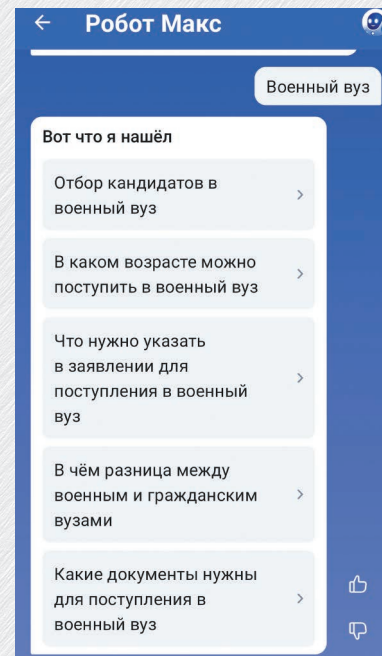 Робот Макс
Военный вуз
Вот что я нашёл
Отбор кандидатов в
военный вуз
В каком возрасте можно
поступить в военный вуз
Что нужно указать
в заявлении для
поступления в военный
вуз
В чём разница между
военным и гражданским
вузами
Какие документы нужны
для поступления в
военный вуз